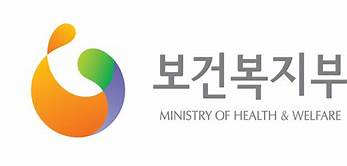 보건복지부
MINISTRY OF HEALTH & WELFARE